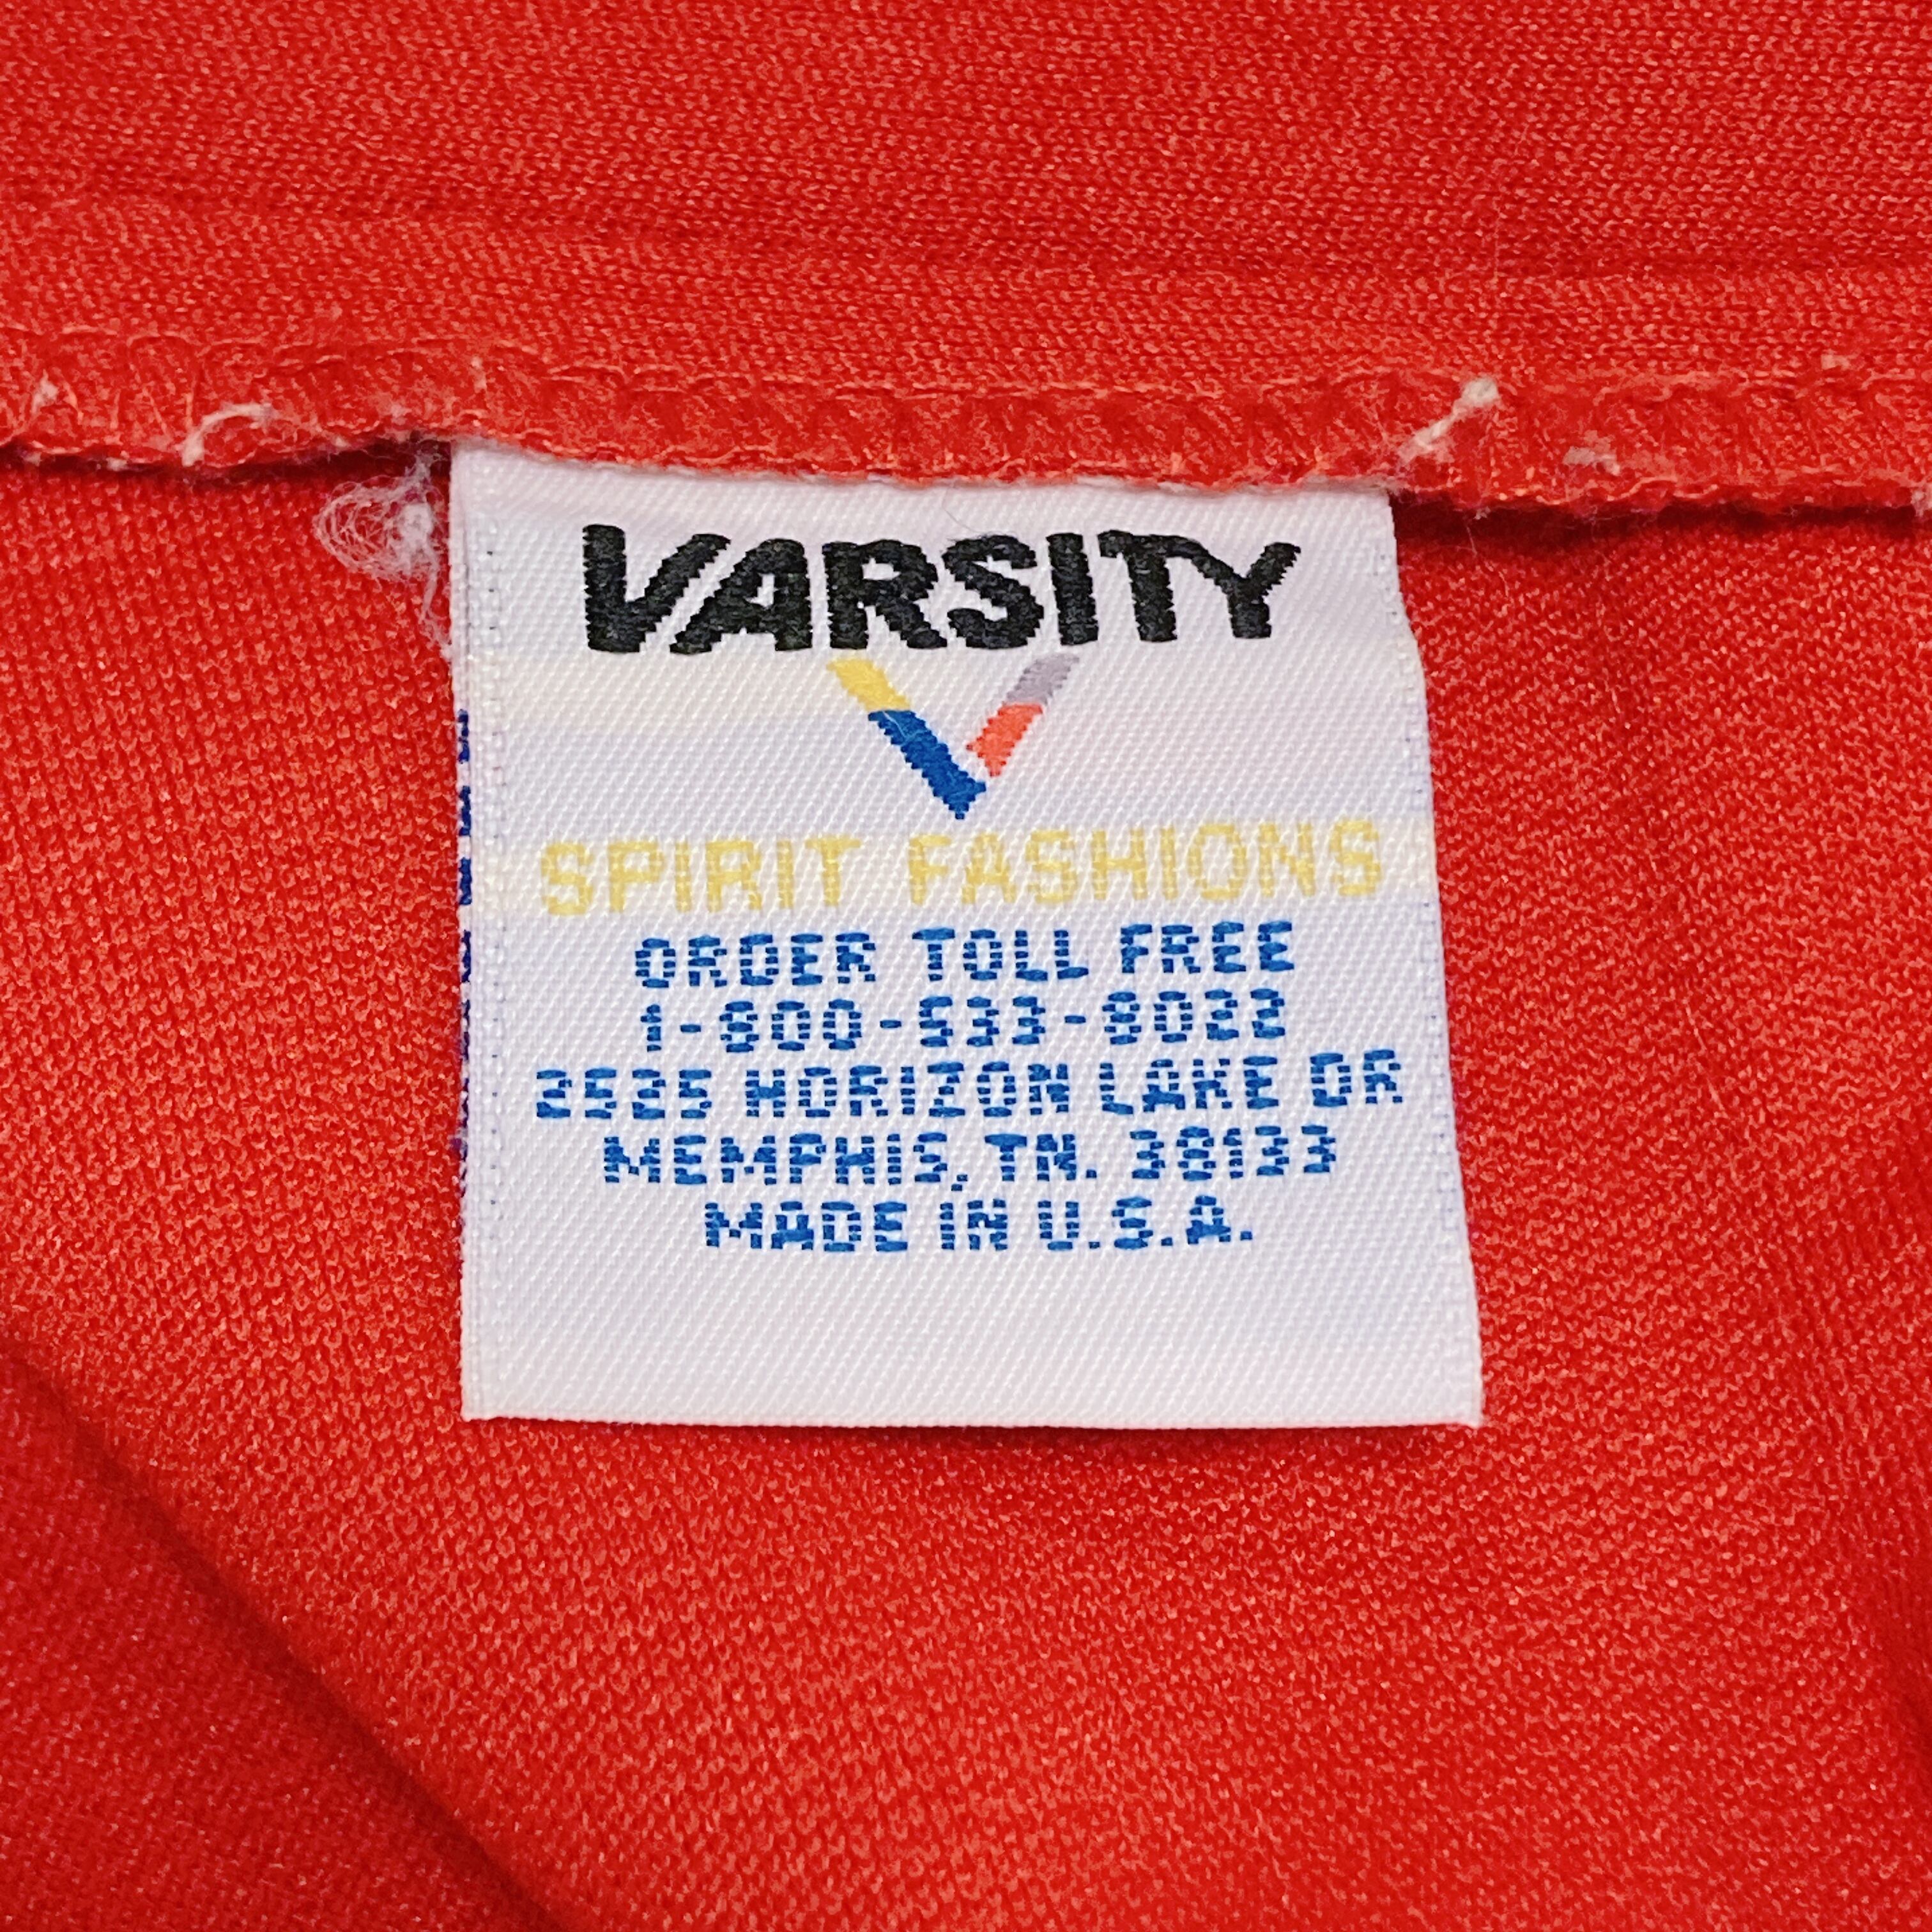 VARSITY
SPIRIT FASHIONS
ORDER TOLL FREE
1-800-533-8022
2525 HORIZON LAKE DR
MEMPHIS, TN. 38133
MADE IN U.S.A.